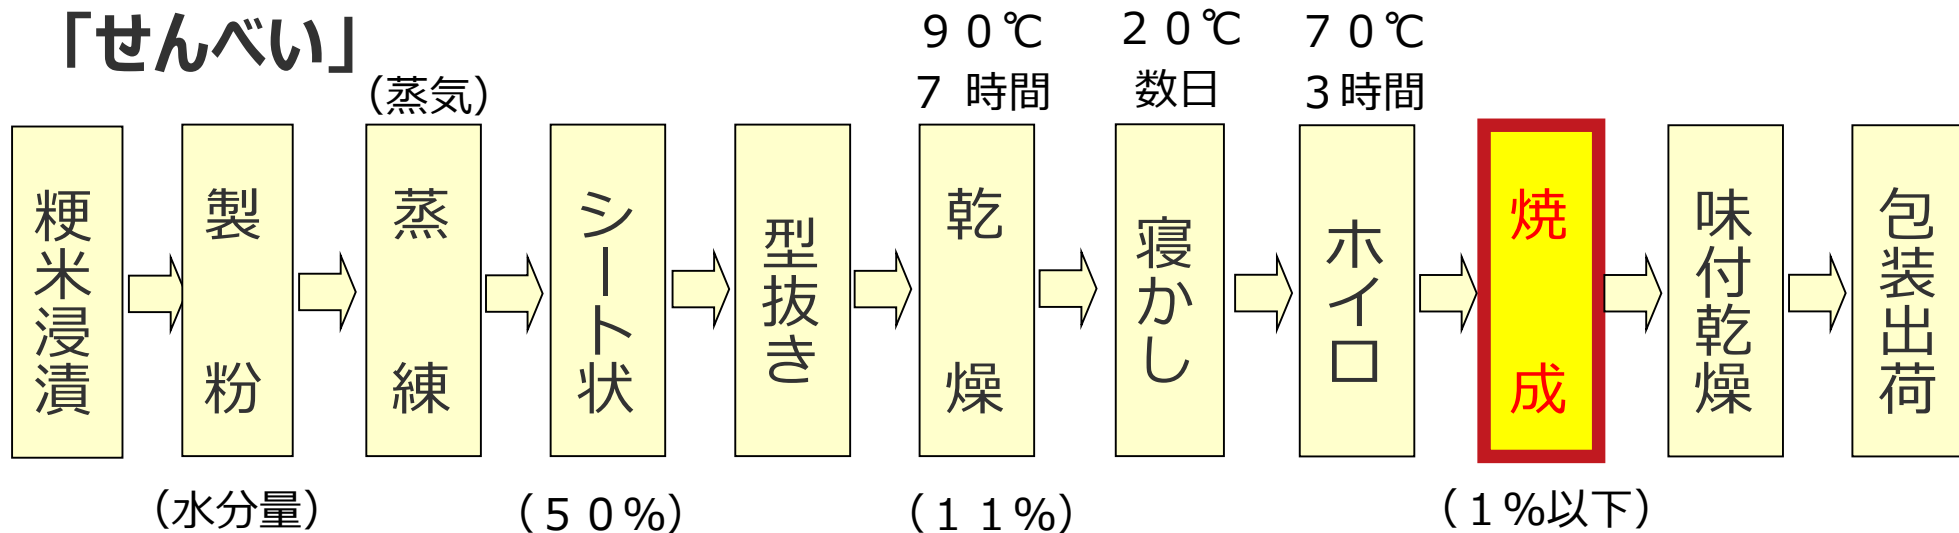 「せんべい」
(蒸気)
９０℃
７時間
２０℃
数日
７０℃
３時間
粳米浸漬
製粉
蒸練
シート状
型抜き
乾燥
寝かし
ホイロ
焼成
味付乾燥
包装出荷
(水分量)
(５０%)
(１１%)
(１%以下)